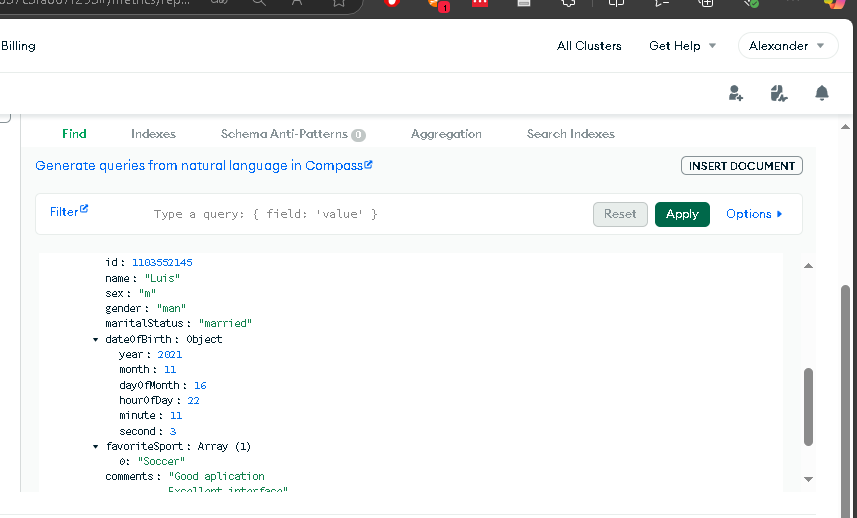 Billing
All Clusters Get Help Alexander
Find Indexes Schema Anti-Patterns 0 Aggregation Search Indexes
Generate queries from natural language in Compass
INSERT DOCUMENT
Filter Type a query: { field: 'value' } Reset Apply Options
id: 1103552145
name: "Luis"
sex: "m"
gender: "man"
maritalStatus: "married"
dateOfBirth: Object
year: 2021
month: 11
dayOfMonth: 16
hourOfDay: 22
minute: 11
second: 3
favoriteSport: Array (1)
0: "Soccer"
comments: "Good aplication
Excellent interface"